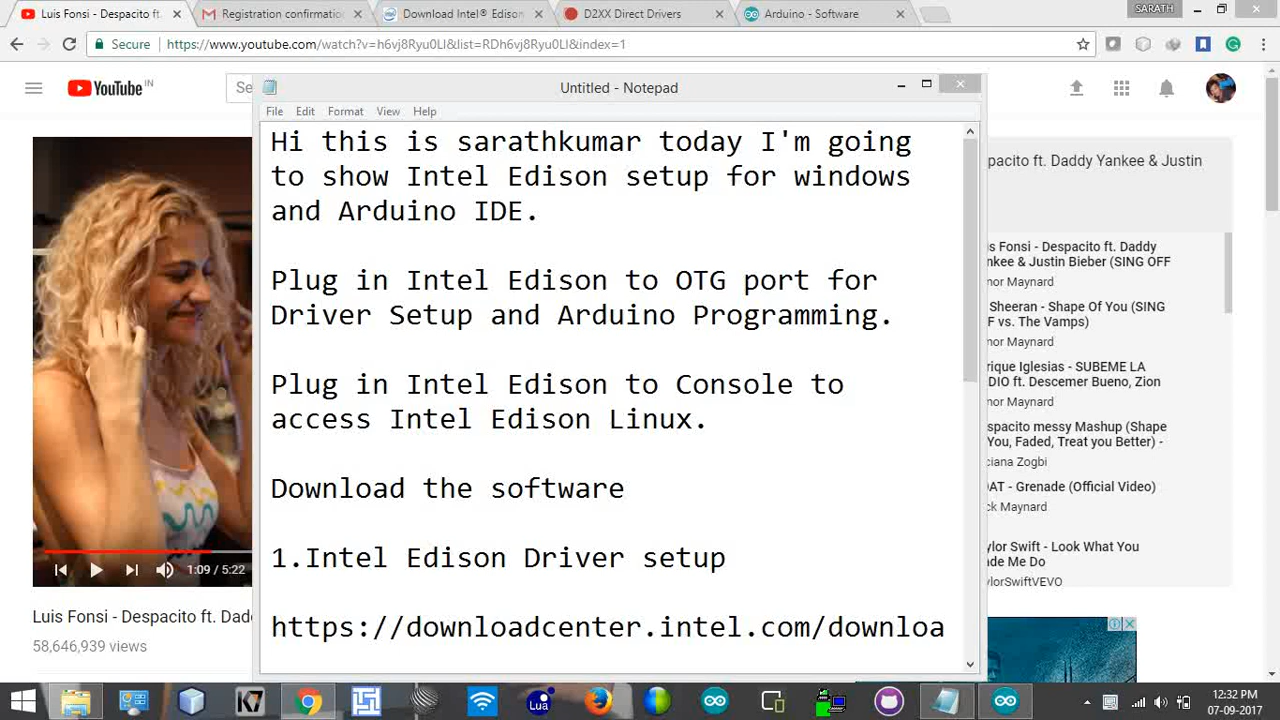 Luis Fonsi - Despacito ft.
Registration confirmatio
Download Intel® Edison
D2XX Direct Drivers
Arduino - Software
SARATH
Secure
https://www.youtube.com/watch?v=h6vj8Ryu0LI&list=RDh6vj8Ryu0LI&index=1
YouTube IN
Se
Untitled - Notepad
File Edit Format View Help
Hi this is sarathkumar today I'm going
to show Intel Edison setup for windows
and Arduino IDE.
Plug in Intel Edison to OTG port for
Driver Setup and Arduino Programming.
Plug in Intel Edison to Console to
access Intel Edison Linux.
Download the software
1.Intel Edison Driver setup
https://downloadcenter.intel.com/downloa
pacito ft. Daddy Yankee & Justin
s Fonsi - Despacito ft. Daddy
nkee & Justin Bieber (SING OFF
nor Maynard
Sheeran - Shape Of You (SING
F vs. The Vamps)
nor Maynard
rique Iglesias - SUBEME LA
DIO ft. Descemer Bueno, Zion
nor Maynard
spacito messy Mashup (Shape
You, Faded, Treat you Better) -
ciana Zogbi
AT - Grenade (Official Video)
ck Maynard
ylor Swift - Look What You
de Me Do
ylorSwiftVEVO
1:09 / 5:22
Luis Fonsi - Despacito ft. Dad
58,646,939 views
12:32 PM
07-09-2017